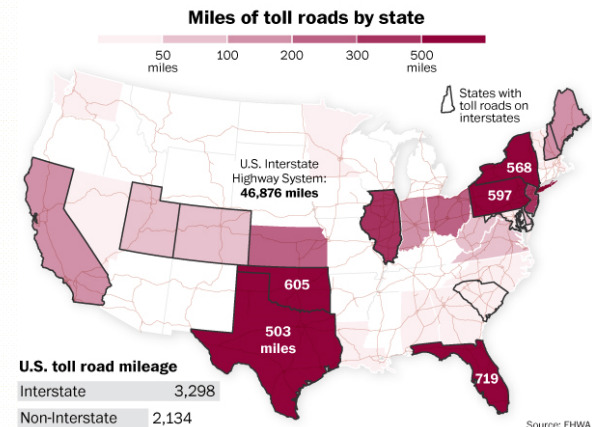 Miles of toll roads by state
50 miles
100
200
300
500 miles
States with
toll roads on
interstates
U.S. Interstate
Highway System:
46,876 miles
568
597
605
503
miles
719
U.S. toll road mileage
Interstate 3,298
Non-Interstate 2,134
Source: FHWA